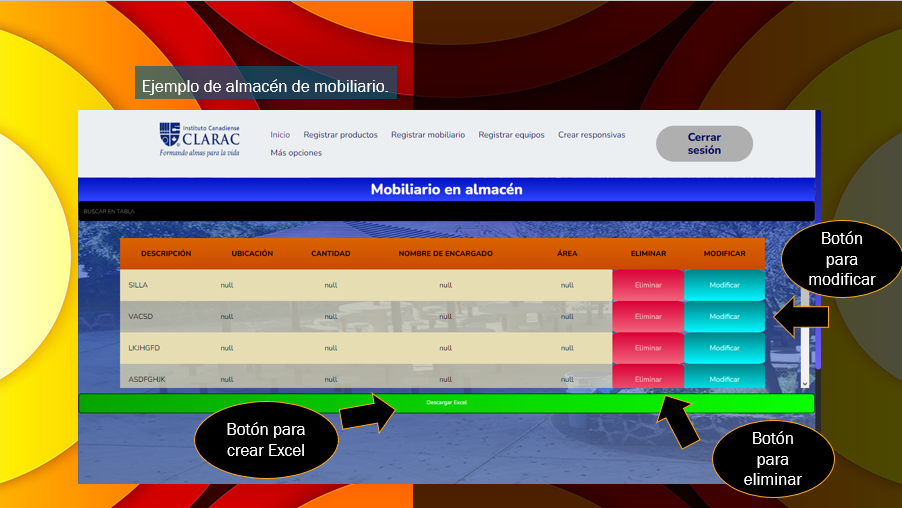 Ejemplo de almacén de mobiliario.
Instituto Canadiense
CLARAC
Formando almas para la vida
Inicio Registrar productos Registrar mobiliario Registrar equipos Crear responsivas
Más opciones
Cerrar
sesión
Mobiliario en almacén
BUSCAR EN TABLA
DESCRIPCIÓN UBICACIÓN CANTIDAD NOMBRE DE ENCARGADO ÁREA ELIMINAR MODIFICAR
SILLA null null null null Eliminar Modificar
VACSD null null null null Eliminar Modificar
LKJHGFD null null null null Eliminar Modificar
ASDFGHJK null null null null Eliminar Modificar
Descargar Excel
Botón
para
modificar
Botón para
crear Excel
Botón
para
eliminar